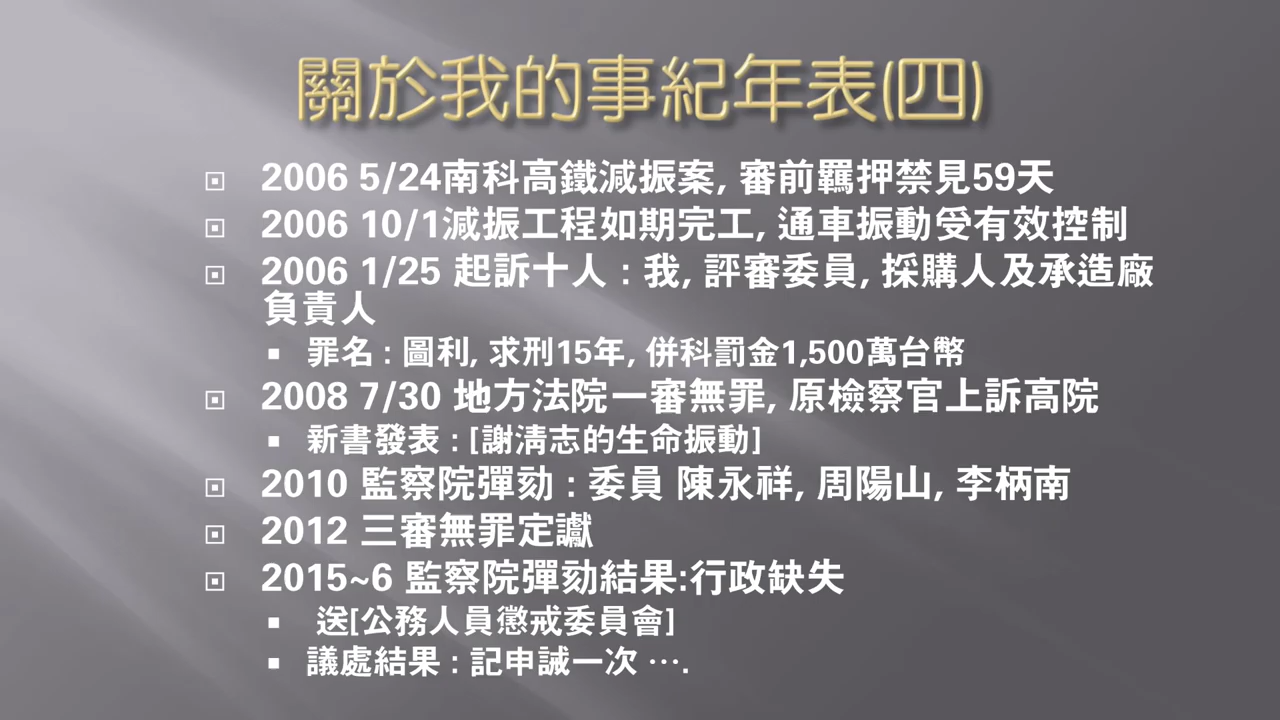 關於我的事紀年表(四)
2006 5/24南科高鐵減振案, 審前羈押禁見59天
2006 10/1減振工程如期完工, 通車振動受有效控制
2006 1/25 起訴十人 : 我, 評審委員, 採購人及承造廠
負責人
罪名 : 圖利, 求刑15年, 併科罰金1,500萬台幣
2008 7/30 地方法院一審無罪, 原檢察官上訴高院
新書發表 : [謝淸志的生命振動]
2010 監察院彈劾 : 委員 陳永祥, 周陽山, 李柄南
2012 三審無罪定讞
2015~6 監察院彈劾結果:行政缺失
送[公務人員懲戒委員會]
議處結果 : 記申誡一次 ….